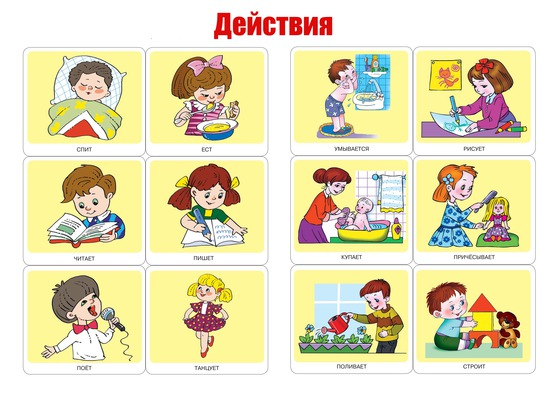 Действия
СПИТ
ЕСТ
УМЫВАЕТСЯ
РИСУЕТ
ЧИТАЕТ
ПИШЕТ
КУПАЕТ
ПРИЧЁСЫВАЕТ
ПОЁТ
ТАНЦУЕТ
ПОЛИВАЕТ
СТРОИТ